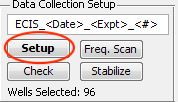 Data Collection Setup
ECIS_<Date>_<Expt>_<#>
Setup Freq. Scan
Check Stabilize
Wells Selected: 96